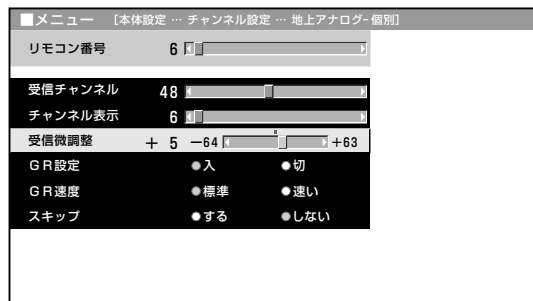 ■メニュー [本体設定 … チャンネル設定 … 地上アナログ-個別]
リモコン番号 6
受信チャンネル 48
チャンネル表示 6
受信微調整 + 5 -64 +63
GR設定 ●入 ●切
GR速度 ●標準 ●速い
スキップ ●する ●しない